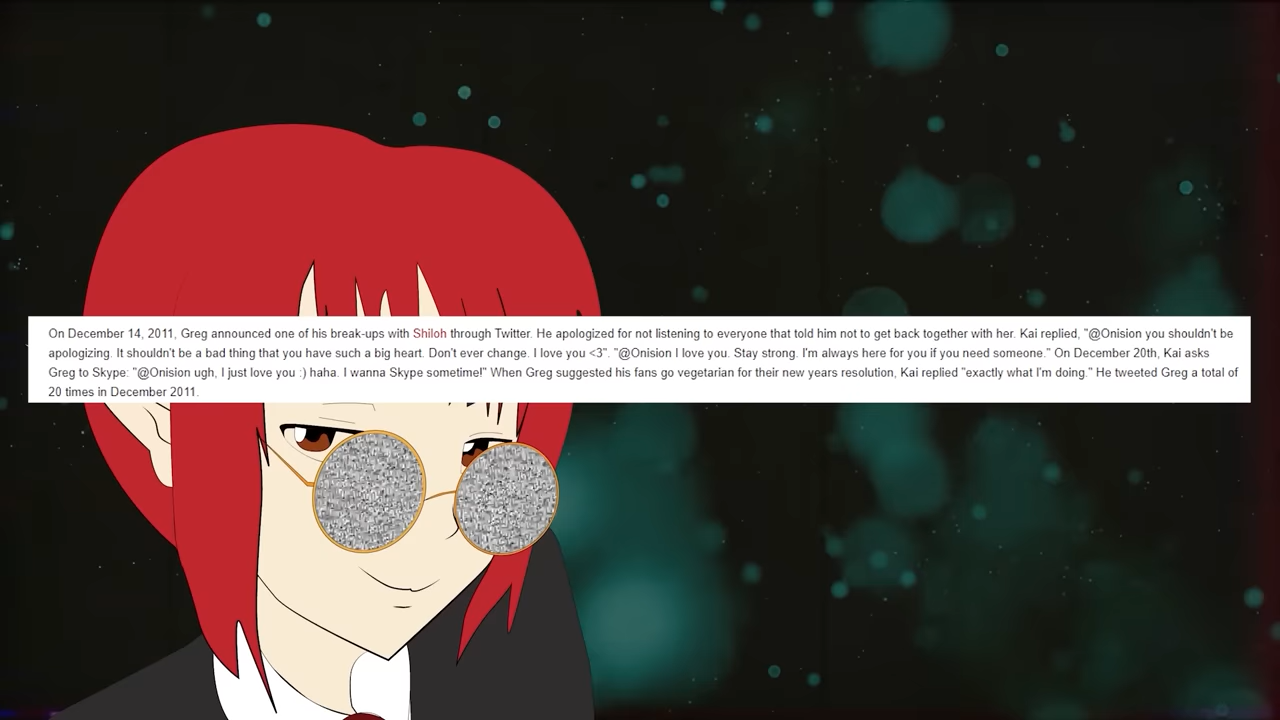 On December 14, 2011, Greg announced one of his break-ups with Shiloh through Twitter. He apologized for not listening to everyone that told him not to get back together with her. Kai replied, "@Onision you shouldn't be
apologizing. It shouldn't be a bad thing that you have such a big heart. Don't ever change. I love you <3". "@Onision I love you. Stay strong. I'm always here for you if you need someone." On December 20th, Kai asks
Greg to Skype: "@Onision ugh, I just love you :) haha. I wanna Skype sometime!" When Greg suggested his fans go vegetarian for their new years resolution, Kai replied "exactly what I'm doing." He tweeted Greg a total of
20 times in December 2011.